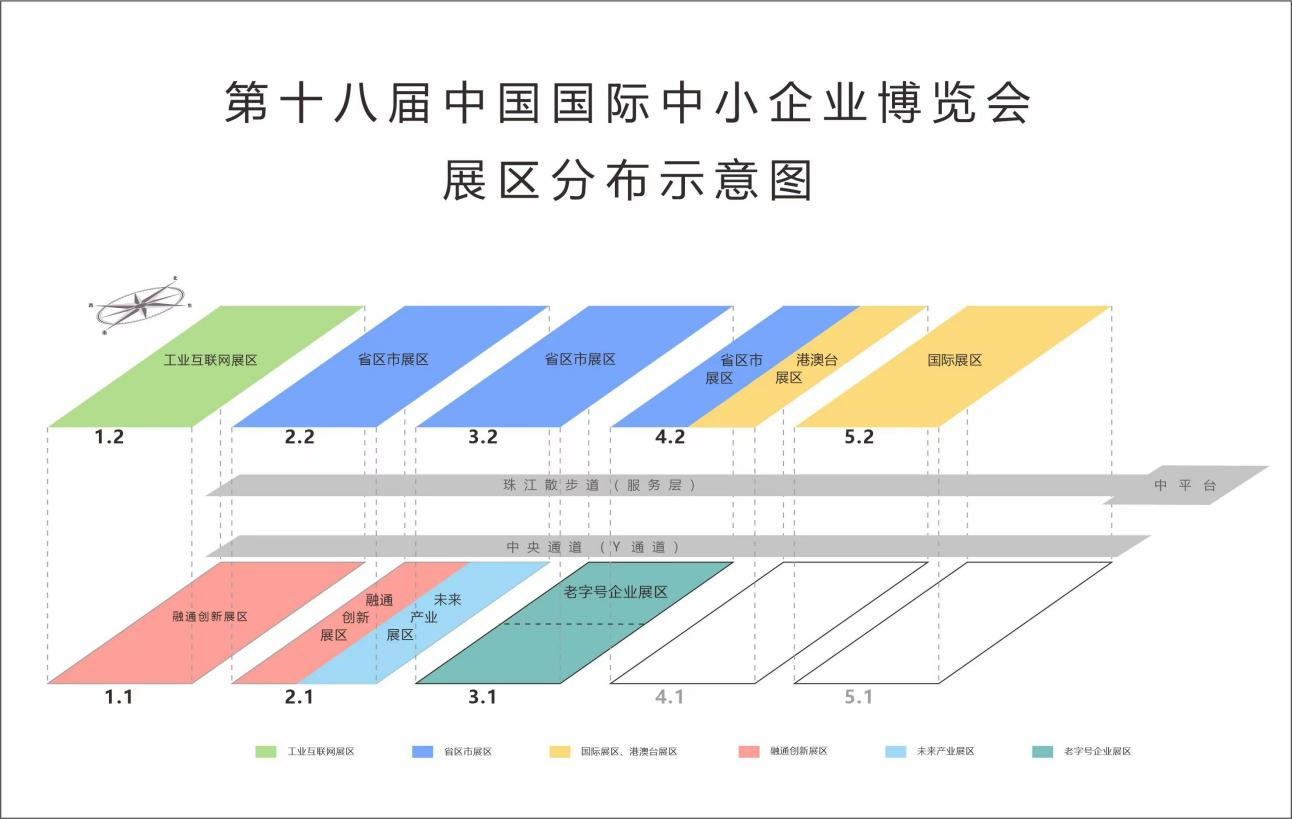 第十八届中国国际中小企业博览会
展区分布示意图
北
西
东
南
工业互联网展区
省区市展区
省区市展区
省区市
展区
港澳台
展区
国际展区
1.2
2.2
3.2
4.2
5.2
珠江散步道（服务层）
中平台
中央通道（Y通道）
融通创新展区
融通
创新
展区
未来
产业
展区
老字号企业展区
1.1
2.1
3.1
4.1
5.1
工业互联网展区
省区市展区
国际展区、港澳台展区
融通创新展区
未来产业展区
老字号企业展区